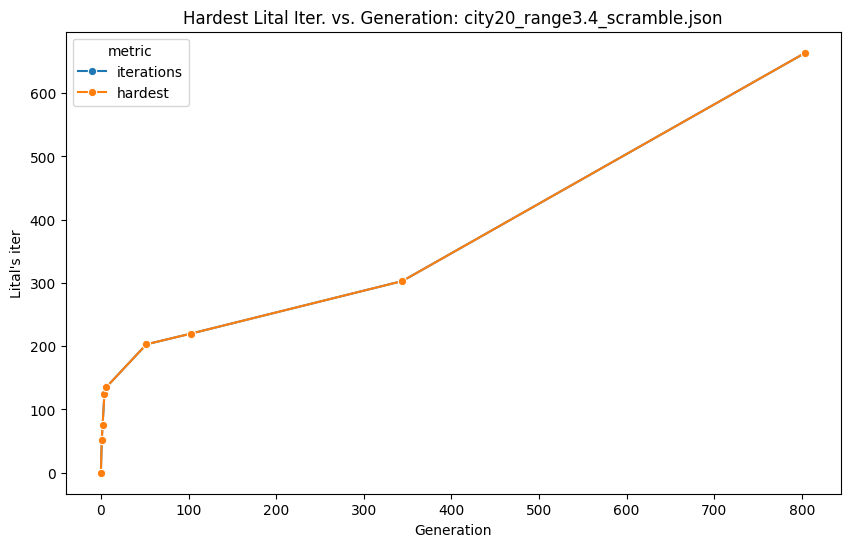 Hardest Lital Iter. vs. Generation: city20_range3.4_scramble.json
metric
iterations
hardest
Lital's iter
600
500
400
300
200
100
0
0 100 200 300 400 500 600 700 800
Generation